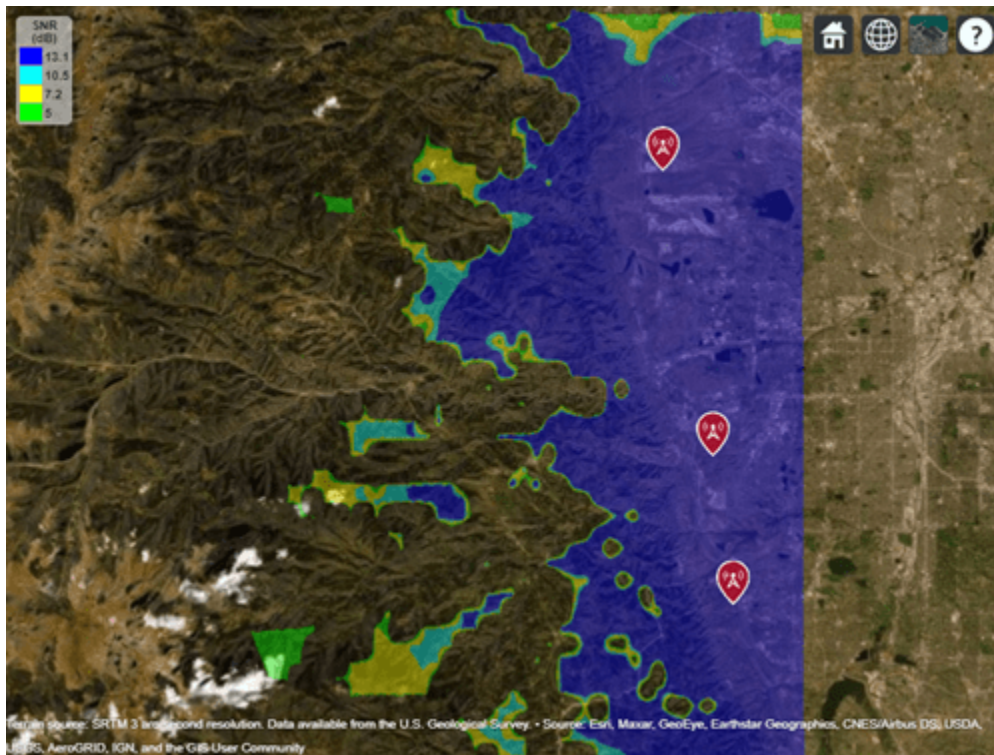 SNR
(dB)
13.1
10.5
7.2
5
?
Terrain source: SRTM 3 arc-second resolution. Data available from the U.S. Geological Survey. • Source: Esri, Maxar, GeoEye, Earthstar Geographics, CNES/Airbus DS, USDA,
USGS, AeroGRID, IGN, and the GIS User Community